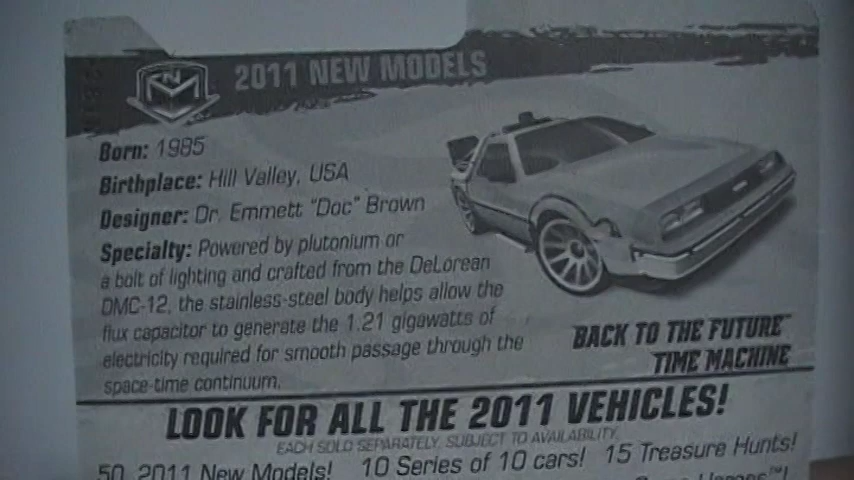 NM
2011 NEW MODELS
Born: 1985
Birthplace: Hill Valley, USA
Designer: Dr. Emmett "Doc" Brown
Specialty: Powered by plutonium or
a bolt of lighting and crafted from the DeLorean
DMC-12, the stainless-steel body helps allow the
flux capacitor to generate the 1.21 gigawatts of
electricity required for smooth passage through the
space-time continuum.
BACK TO THE FUTURE™
TIME MACHINE
LOOK FOR ALL THE 2011 VEHICLES!
EACH SOLD SEPARATELY, SUBJECT TO AVAILABILITY.
50 2011 New Models! 10 Series of 10 cars! 15 Treasure Hunts!